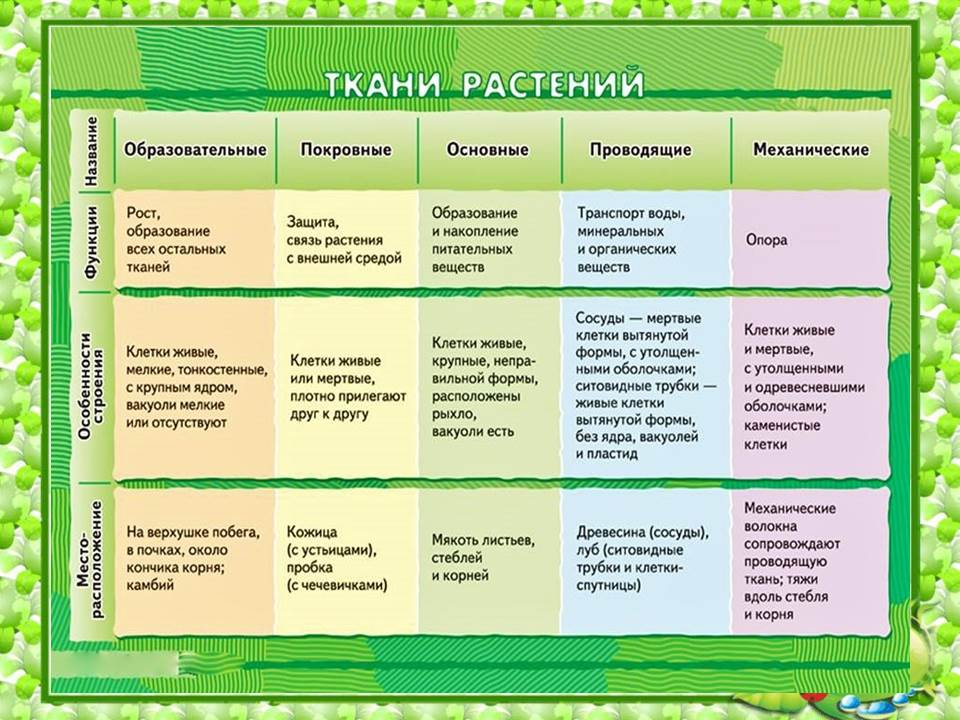 ТКАНИ РАСТЕНИЙ
Название
Образовательные
Покровные
Основные
Проводящие
Механические
Функции
Рост,
образование
всех остальных
тканей
Защита,
связь растения
с внешней средой
Образование
и накопление
питательных
веществ
Транспорт воды,
минеральных
и органических
веществ
Опора
Особенности
строения
Клетки живые,
мелкие, тонкостенные,
с крупным ядром,
вакуоли мелкие
или отсутствуют
Клетки живые
или мертвые,
плотно прилегают
друг к другу
Клетки живые,
крупные, непра-
вильной формы,
расположены
рыхло,
вакуоли есть
Сосуды — мертвые
клетки вытянутой
формы, с утолщен-
ными оболочками;
ситовидные трубки —
живые клетки
вытянутой формы,
без ядра, вакуолей
и пластид
Клетки живые
и мертвые,
с утолщенными
и одревесневшими
оболочками;
каменистые
клетки
Место-
расположение
На верхушке побега,
в почках, около
кончика корня;
камбий
Кожица
(с устьицами),
пробка
(с чечевичками)
Мякоть листьев,
стеблей
и корней
Древесина (сосуды),
луб (ситовидные
трубки и клетки-
спутницы)
Механические
волокна
сопровождают
проводящую
ткань; тяжи
вдоль стебля
и корня